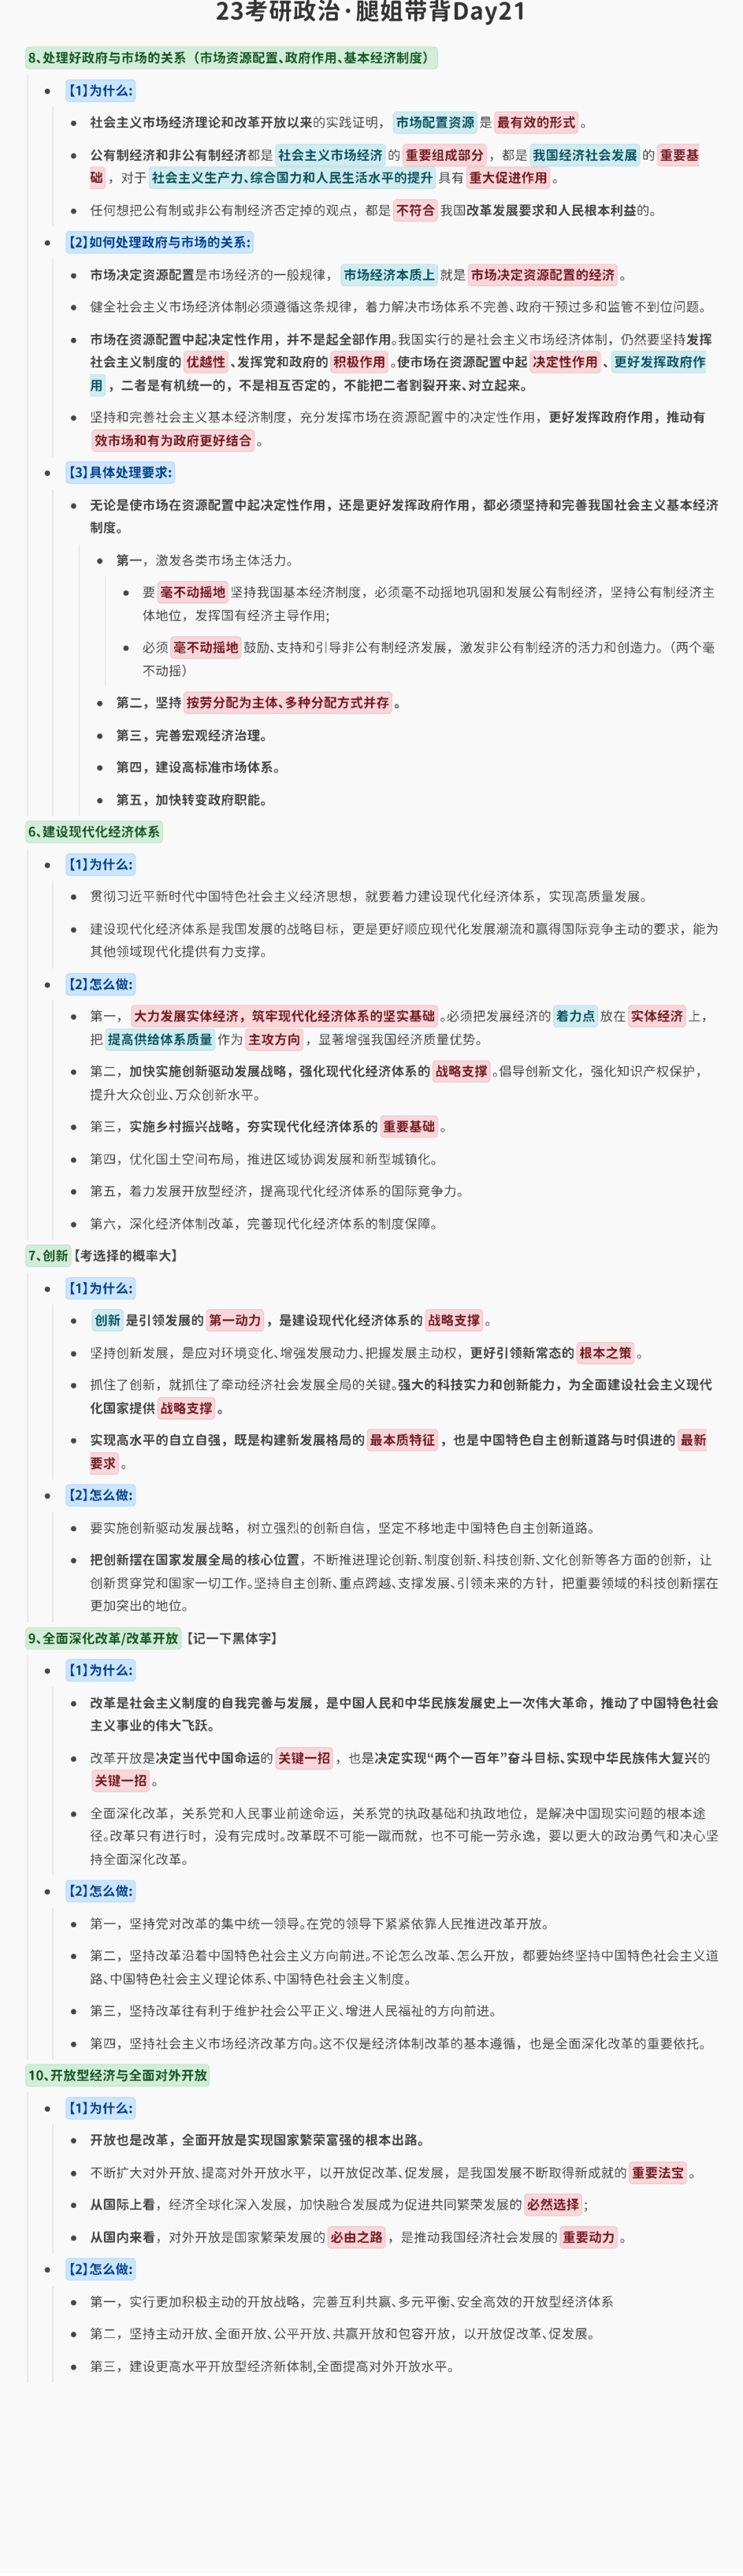 23考研政治·腿姐带背Day21
8、处理好政府与市场的关系（市场资源配置、政府作用、基本经济制度）
【1】为什么:
社会主义市场经济理论和改革开放以来的实践证明，市场配置资源是最有效的形式。
公有制经济和非公有制经济都是社会主义市场经济的重要组成部分，都是我国经济社会发展的重要基
础，对于社会主义生产力、综合国力和人民生活水平的提升具有重大促进作用。
任何想把公有制或非公有制经济否定掉的观点，都是不符合我国改革发展要求和人民根本利益的。
【2】如何处理政府与市场的关系:
市场决定资源配置是市场经济的一般规律，市场经济本质上就是市场决定资源配置的经济。
健全社会主义市场经济体制必须遵循这条规律，着力解决市场体系不完善、政府干预过多和监管不到位问题。
市场在资源配置中起决定性作用，并不是起全部作用。我国实行的是社会主义市场经济体制，仍然要坚持发挥
社会主义制度的优越性、发挥党和政府的积极作用。使市场在资源配置中起决定性作用、更好发挥政府作
用，二者是有机统一的，不是相互否定的，不能把二者割裂开来、对立起来。
坚持和完善社会主义基本经济制度，充分发挥市场在资源配置中的决定性作用，更好发挥政府作用，推动有
效市场和有为政府更好结合。
【3】具体处理要求:
无论是使市场在资源配置中起决定性作用，还是更好发挥政府作用，都必须坚持和完善我国社会主义基本经济
制度。
第一，激发各类市场主体活力。
要毫不动摇地坚持我国基本经济制度，必须毫不动摇地巩固和发展公有制经济，坚持公有制经济主
体地位，发挥国有经济主导作用;
必须毫不动摇地鼓励、支持和引导非公有制经济发展，激发非公有制经济的活力和创造力。（两个毫
不动摇）
第二，坚持按劳分配为主体、多种分配方式并存。
第三，完善宏观经济治理。
第四，建设高标准市场体系。
第五，加快转变政府职能。
6、建设现代化经济体系
【1】为什么:
贯彻习近平新时代中国特色社会主义经济思想，就要着力建设现代化经济体系，实现高质量发展。
建设现代化经济体系是我国发展的战略目标，更是更好顺应现代化发展潮流和赢得国际竞争主动的要求，能为
其他领域现代化提供有力支撑。
【2】怎么做:
第一，大力发展实体经济，筑牢现代化经济体系的坚实基础。必须把发展经济的着力点放在实体经济上，
把提高供给体系质量作为主攻方向，显著增强我国经济质量优势。
第二，加快实施创新驱动发展战略，强化现代化经济体系的战略支撑。倡导创新文化，强化知识产权保护，
提升大众创业、万众创新水平。
第三，实施乡村振兴战略，夯实现代化经济体系的重要基础。
第四，优化国土空间布局，推进区域协调发展和新型城镇化。
第五，着力发展开放型经济，提高现代化经济体系的国际竞争力。
第六，深化经济体制改革，完善现代化经济体系的制度保障。
7、创新【考选择的概率大】
【1】为什么:
创新是引领发展的第一动力，是建设现代化经济体系的战略支撑。
坚持创新发展，是应对环境变化、增强发展动力、把握发展主动权，更好引领新常态的根本之策。
抓住了创新，就抓住了牵动经济社会发展全局的关键。强大的科技实力和创新能力，为全面建设社会主义现代
化国家提供战略支撑。
实现高水平的自立自强，既是构建新发展格局的最本质特征，也是中国特色自主创新道路与时俱进的最新
要求。
【2】怎么做:
要实施创新驱动发展战略，树立强烈的创新自信，坚定不移地走中国特色自主创新道路。
把创新摆在国家发展全局的核心位置，不断推进理论创新、制度创新、科技创新、文化创新等各方面的创新，让
创新贯穿党和国家一切工作。坚持自主创新、重点跨越、支撑发展、引领未来的方针，把重要领域的科技创新摆在
更加突出的地位。
9、全面深化改革/改革开放【记一下黑体字】
【1】为什么:
改革是社会主义制度的自我完善与发展，是中国人民和中华民族发展史上一次伟大革命，推动了中国特色社会
主义事业的伟大飞跃。
改革开放是决定当代中国命运的关键一招，也是决定实现“两个一百年”奋斗目标、实现中华民族伟大复兴的
关键一招。
全面深化改革，关系党和人民事业前途命运，关系党的执政基础和执政地位，是解决中国现实问题的根本途
径。改革只有进行时，没有完成时。改革既不可能一蹴而就，也不可能一劳永逸，要以更大的政治勇气和决心坚
持全面深化改革。
【2】怎么做:
第一，坚持党对改革的集中统一领导。在党的领导下紧紧依靠人民推进改革开放。
第二，坚持改革沿着中国特色社会主义方向前进。不论怎么改革、怎么开放，都要始终坚持中国特色社会主义道
路、中国特色社会主义理论体系、中国特色社会主义制度。
第三，坚持改革往有利于维护社会公平正义、增进人民福祉的方向前进。
第四，坚持社会主义市场经济改革方向。这不仅是经济体制改革的基本遵循，也是全面深化改革的重要依托。
10、开放型经济与全面对外开放
【1】为什么:
开放也是改革，全面开放是实现国家繁荣富强的根本出路。
不断扩大对外开放、提高对外开放水平，以开放促改革、促发展，是我国发展不断取得新成就的重要法宝。
从国际上看，经济全球化深入发展，加快融合发展成为促进共同繁荣发展的必然选择;
从国内来看，对外开放是国家繁荣发展的必由之路，是推动我国经济社会发展的重要动力。
【2】怎么做:
第一，实行更加积极主动的开放战略，完善互利共赢、多元平衡、安全高效的开放型经济体系
第二，坚持主动开放、全面开放、公平开放、共赢开放和包容开放，以开放促改革、促发展。
第三，建设更高水平开放型经济新体制,全面提高对外开放水平。